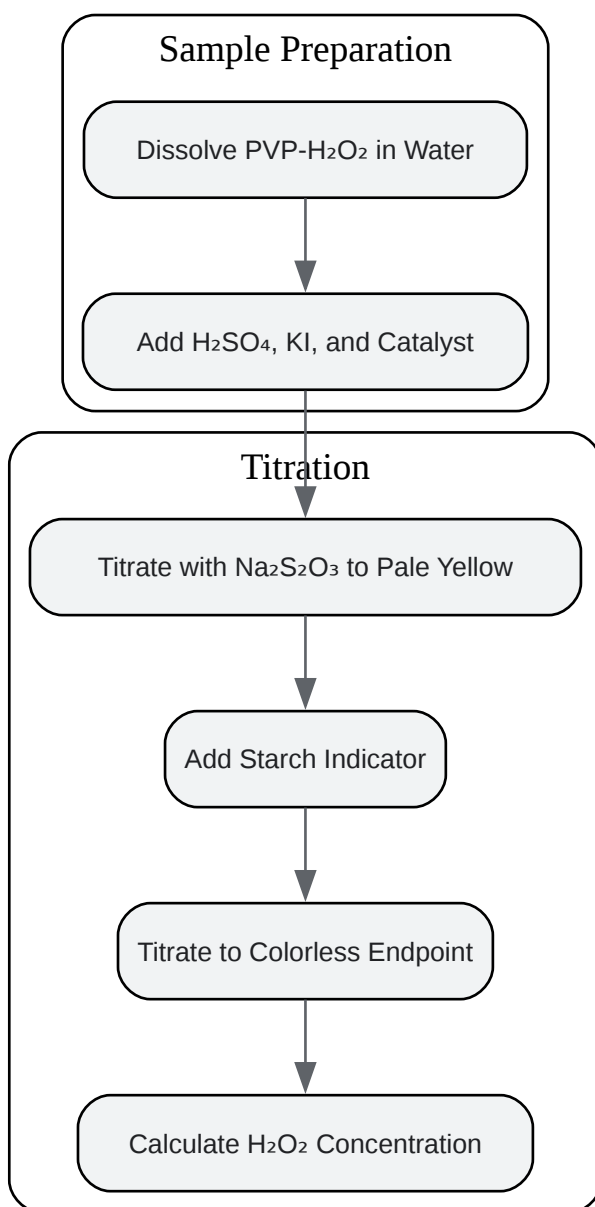 Sample Preparation
Dissolve PVP-H₂O₂ in Water
Add H₂SO₄, KI, and Catalyst
Titration
Titrate with Na₂S₂O₃ to Pale Yellow
Add Starch Indicator
Titrate to Colorless Endpoint
Calculate H₂O₂ Concentration